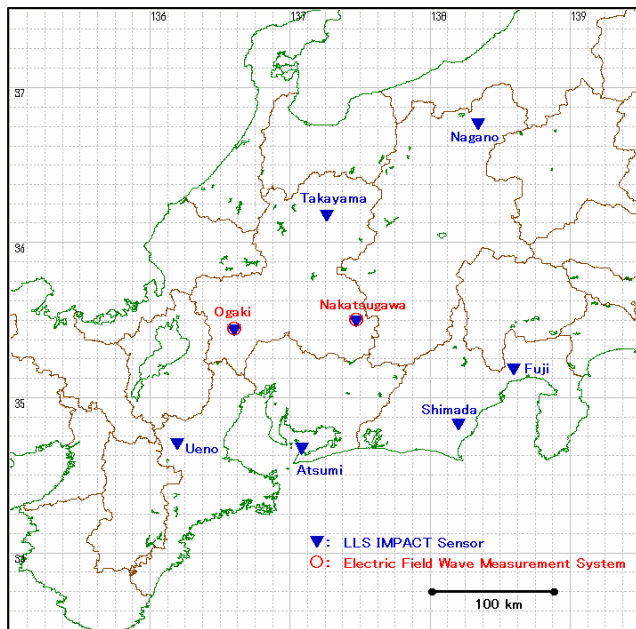 136
137
138
139
37
Nagano
Takayama
36
Ogaki
Nakatsugawa
Fuji
35
Shimada
Ueno
Atsumi
▼: LLS IMPACT Sensor
34
○: Electric Field Wave Measurement System
100 km